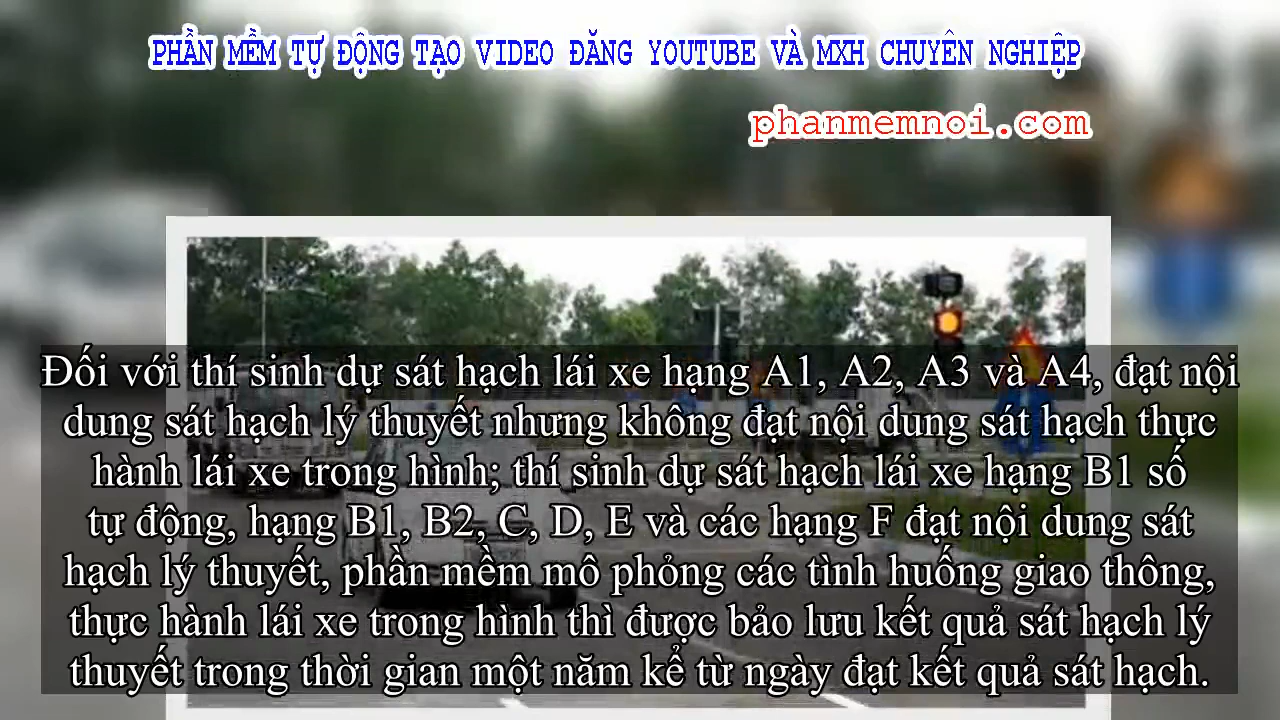 PHẦN MỀM TỰ ĐỘNG TẠO VIDEO ĐĂNG YOUTUBE VÀ MXH CHUYÊN NGHIỆP
phanmemnoi.com
Đối với thí sinh dự sát hạch lái xe hạng A1, A2, A3 và A4, đạt nội
dung sát hạch lý thuyết nhưng không đạt nội dung sát hạch thực
hành lái xe trong hình; thí sinh dự sát hạch lái xe hạng B1 số
tự động, hạng B1, B2, C, D, E và các hạng F đạt nội dung sát
hạch lý thuyết, phần mềm mô phỏng các tình huống giao thông,
thực hành lái xe trong hình thì được bảo lưu kết quả sát hạch lý
thuyết trong thời gian một năm kể từ ngày đạt kết quả sát hạch.